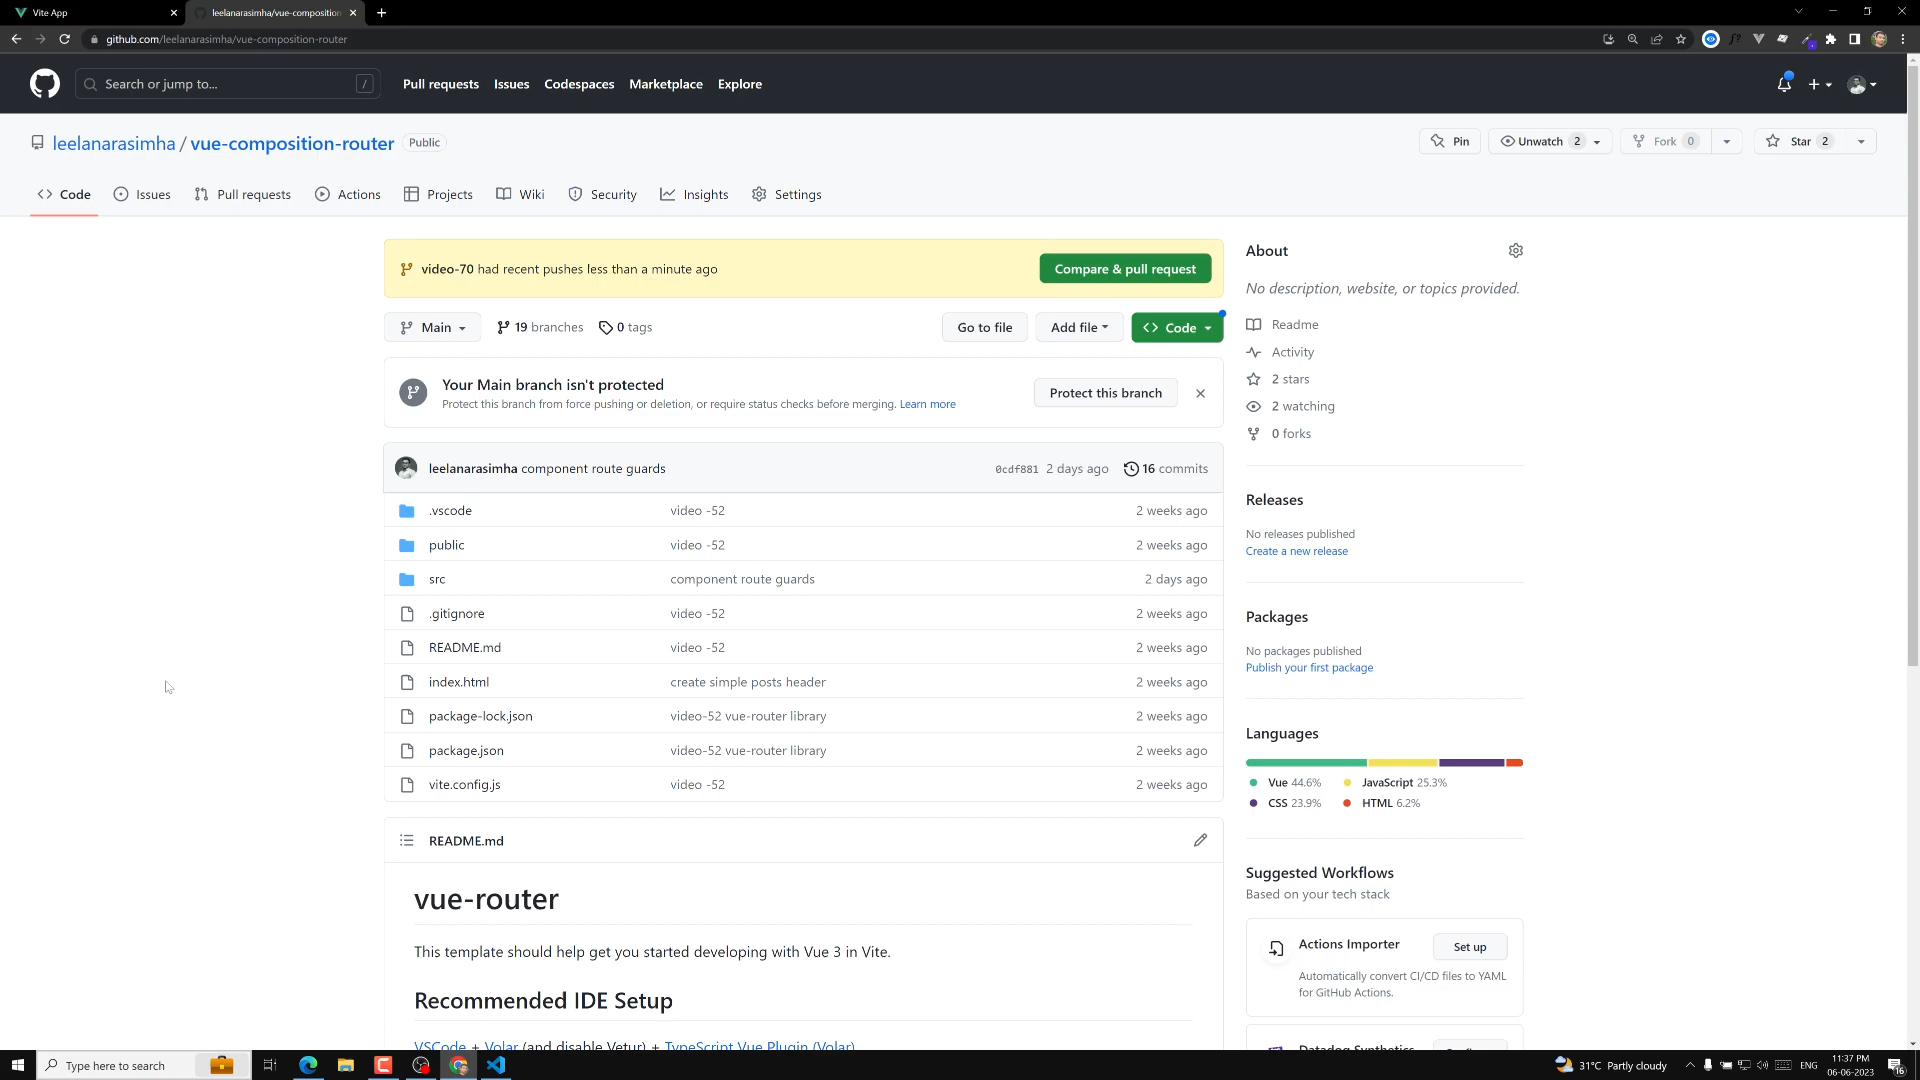 Vite App
leelanarasimha/vue-composition
github.com/leelanarasimha/vue-composition-router
Search or jump to...
/
Pull requests
Issues
Codespaces
Marketplace
Explore
leelanarasimha / vue-composition-router
Public
Pin
Unwatch 2
Fork 0
Star 2
Code
Issues
Pull requests
Actions
Projects
Wiki
Security
Insights
Settings
video-70 had recent pushes less than a minute ago
Compare & pull request
Main
19 branches
0 tags
Go to file
Add file
Code
Your Main branch isn't protected
Protect this branch from force pushing or deletion, or require status checks before merging. Learn more
Protect this branch
leelanarasimha component route guards
0cdf881 2 days ago
16 commits
.vscode video -52 2 weeks ago
public video -52 2 weeks ago
src component route guards 2 days ago
.gitignore video -52 2 weeks ago
README.md video -52 2 weeks ago
index.html create simple posts header 2 weeks ago
package-lock.json video-52 vue-router library 2 weeks ago
package.json video-52 vue-router library 2 weeks ago
vite.config.js video -52 2 weeks ago
README.md
vue-router
This template should help get you started developing with Vue 3 in Vite.
Recommended IDE Setup
VSCode + Volar (and disable Vetur) + TypeScript Vue Plugin (Volar)
About
No description, website, or topics provided.
Readme
Activity
2 stars
2 watching
0 forks
Releases
No releases published
Create a new release
Packages
No packages published
Publish your first package
Languages
Vue 44.6% JavaScript 25.3%
CSS 23.9% HTML 6.2%
Suggested Workflows
Based on your tech stack
Actions Importer
Set up
Automatically convert CI/CD files to YAML
for GitHub Actions.
Datadog Synthetics
Type here to search
31°C Partly cloudy
ENG
11:37 PM
06-06-2023
16